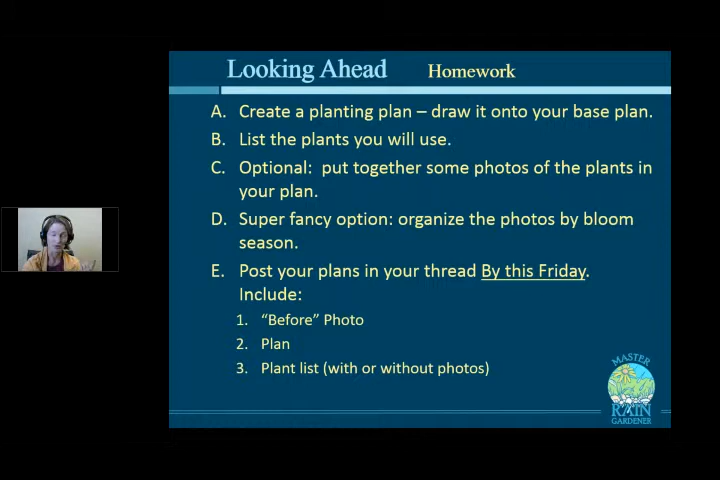 Looking Ahead Homework
A. Create a planting plan – draw it onto your base plan.
B. List the plants you will use.
C. Optional: put together some photos of the plants in
your plan.
D. Super fancy option: organize the photos by bloom
season.
E. Post your plans in your thread By this Friday.
Include:
1. “Before” Photo
2. Plan
3. Plant list (with or without photos)
MASTER
RAIN
GARDENER